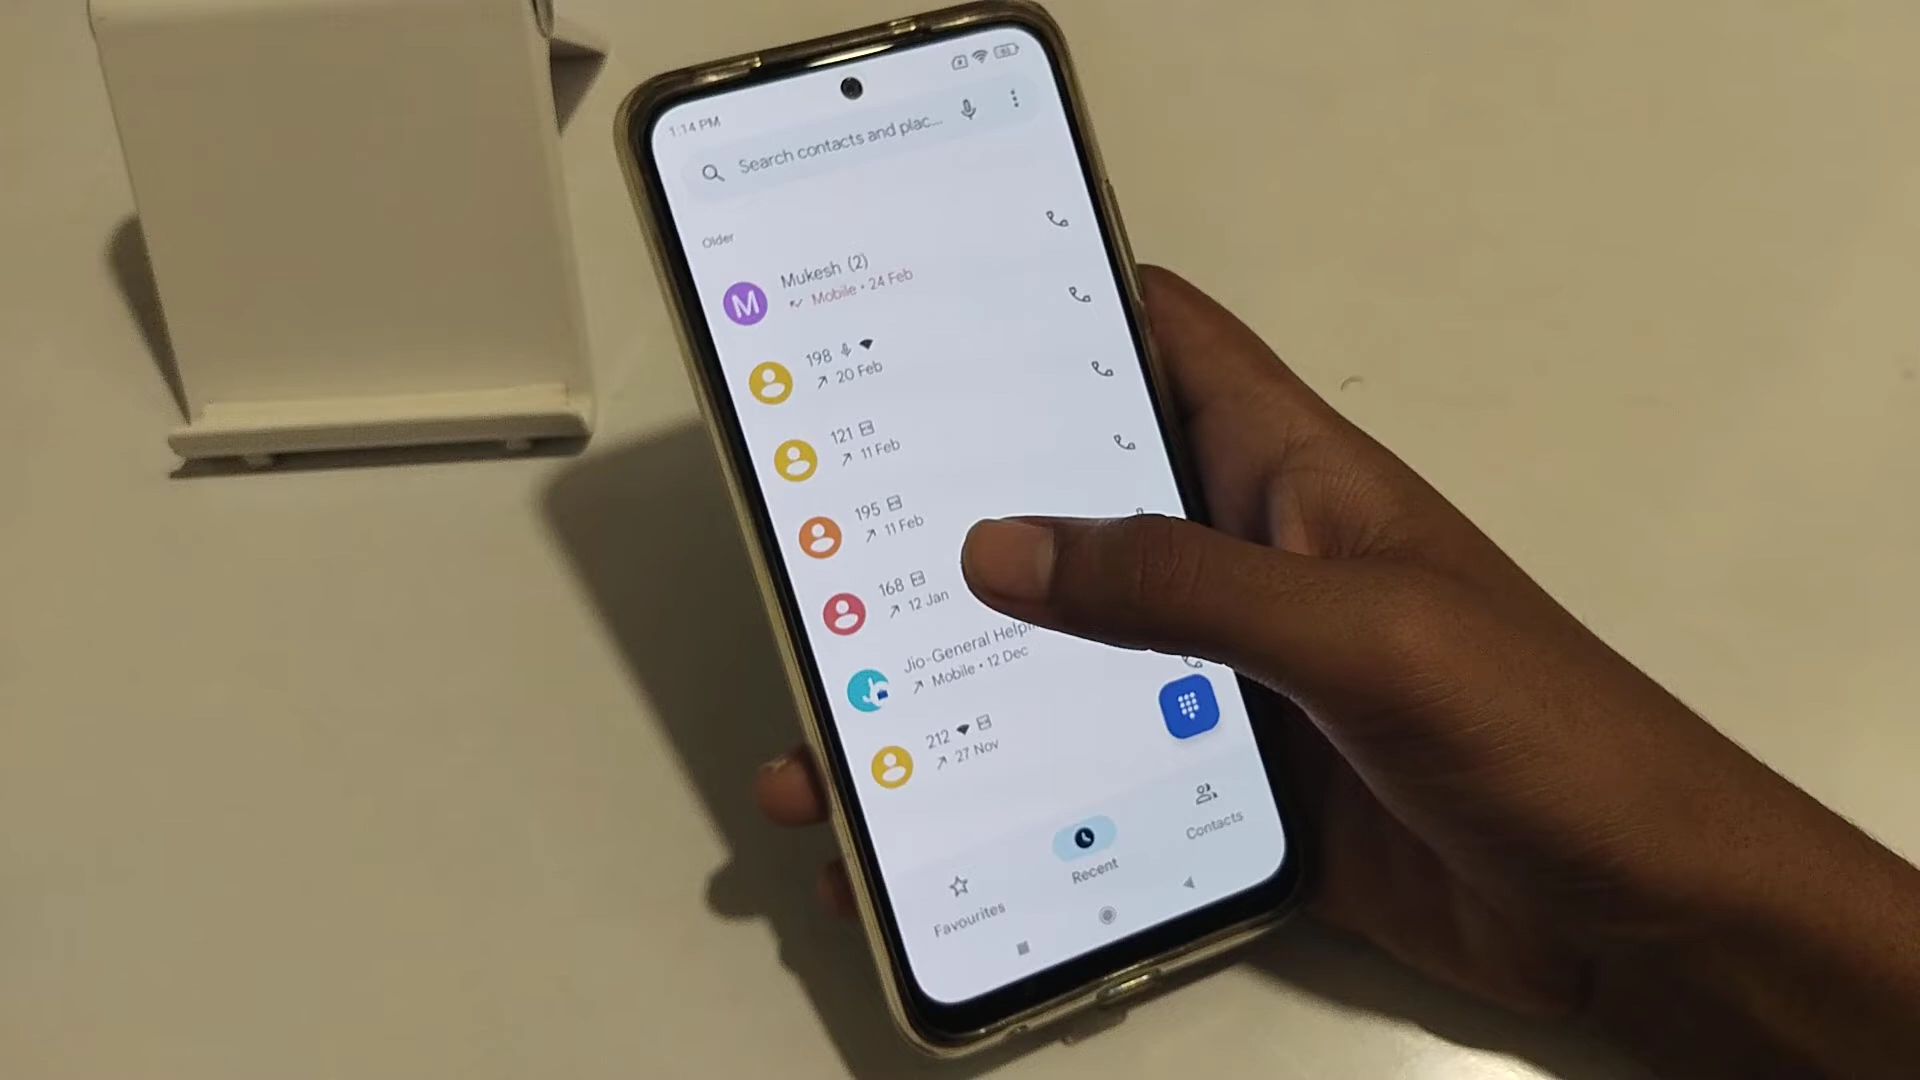 1:14 PM
Search contacts and plac...
Older
M
Mukesh (2)
Mobile • 24 Feb
198
20 Feb
121
11 Feb
195
11 Feb
168
12 Jan
Jio-General Help
Mobile • 12 Dec
212
27 Nov
Favourites
Recent
Contacts